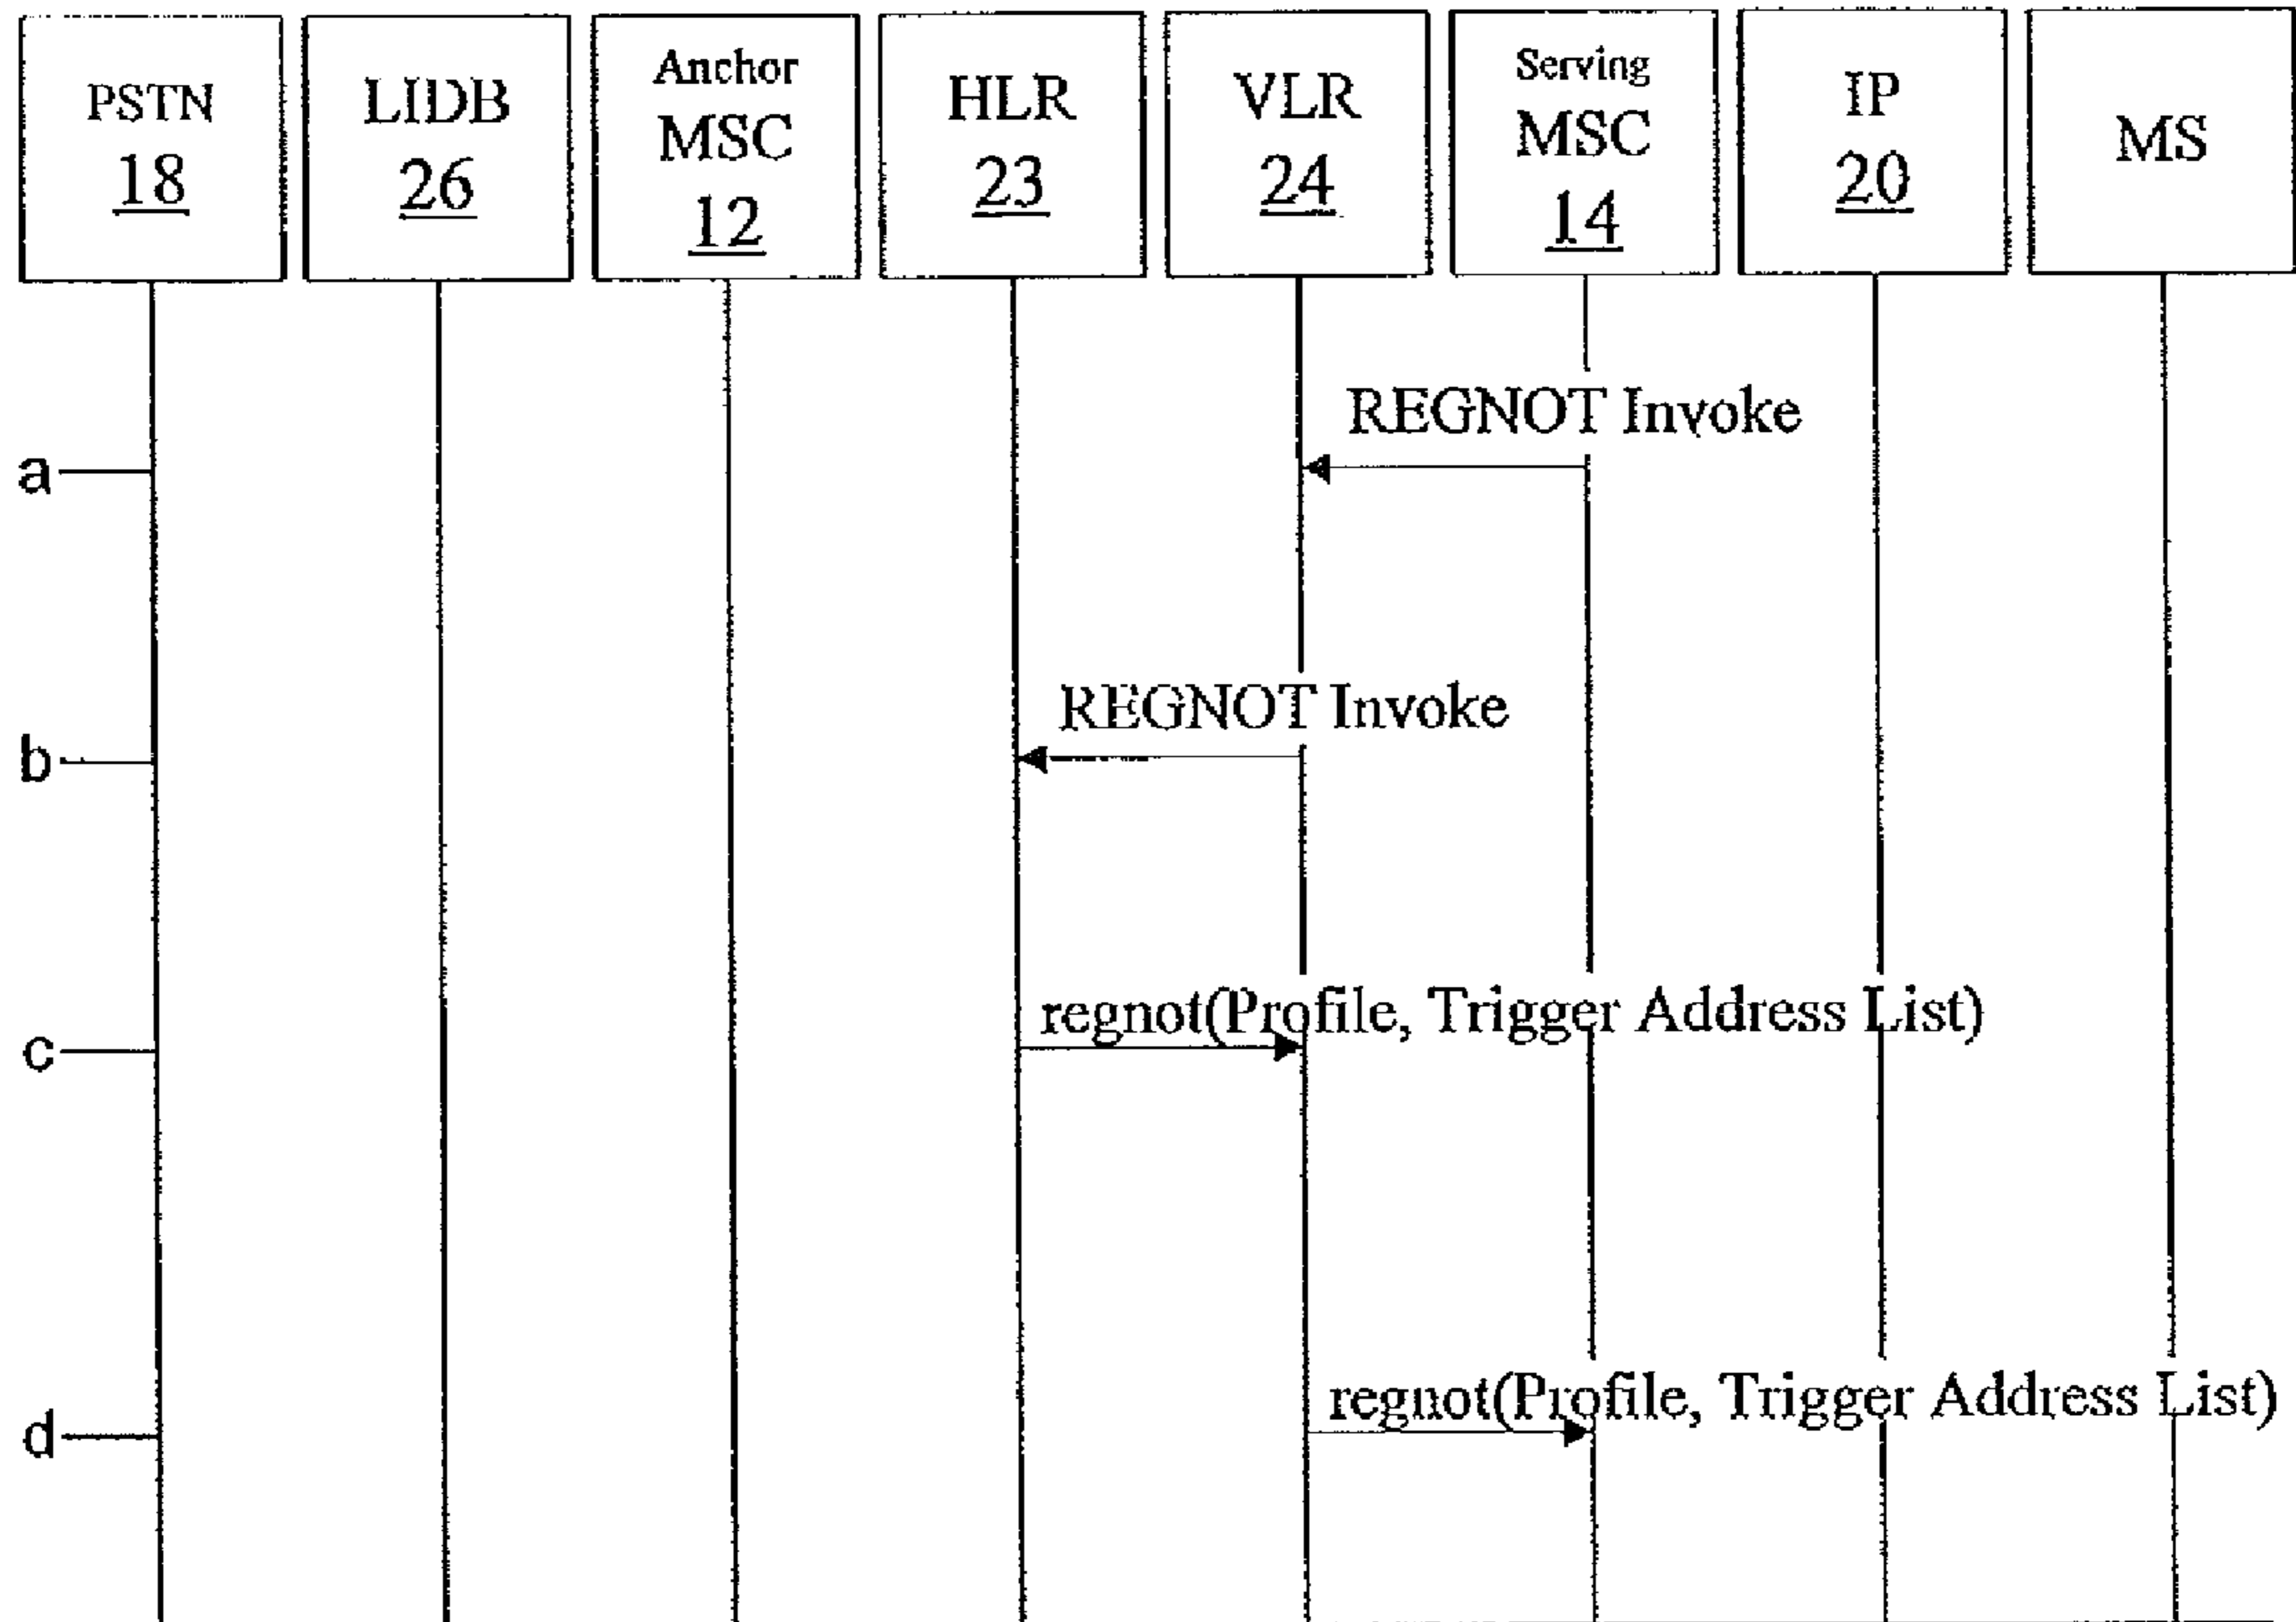 PSTN
18
LIDB
26
Anchor
MSC
12
HLR
23
VLR
24
Serving
MSC
14
IP
20
MS
REGNOT Invoke
a
REGNOT Invoke
b
regnot(Profile, Trigger Address List)
c
regnot(Profile, Trigger Address List)
d